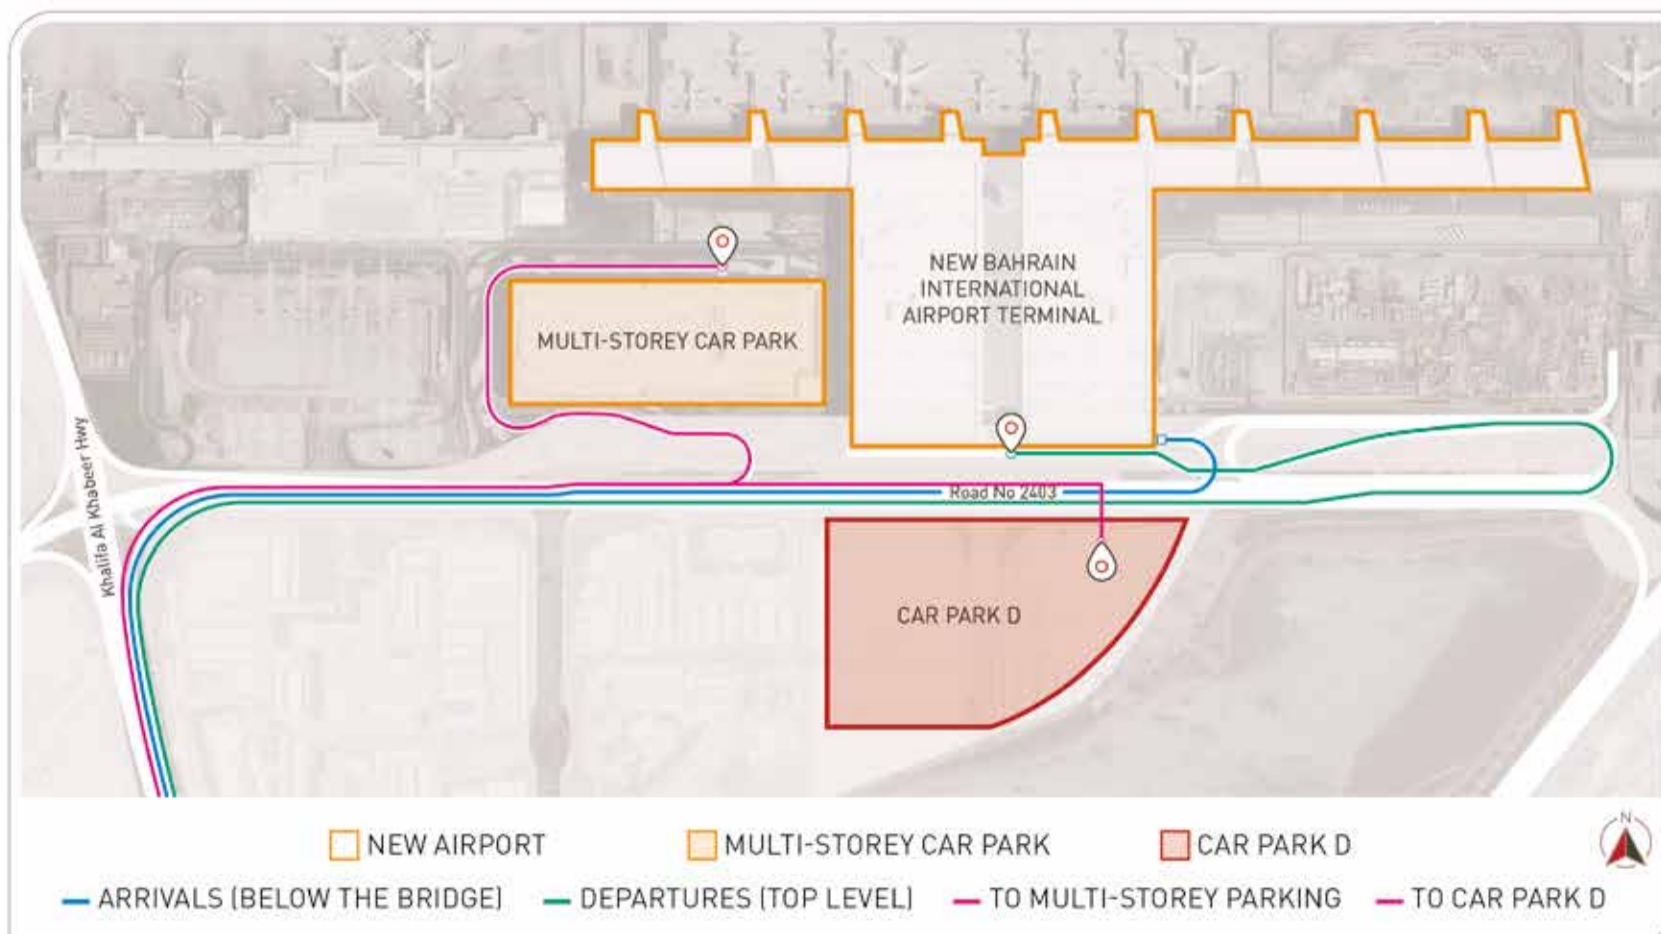 NEW BAHRAIN
INTERNATIONAL
AIRPORT TERMINAL
MULTI-STOREY CAR PARK
Khalifa Al Khabeer Hwy
Road No 2403
CAR PARK D
NEW AIRPORT
MULTI-STOREY CAR PARK
CAR PARK D
N
ARRIVALS (BELOW THE BRIDGE)
DEPARTURES (TOP LEVEL)
TO MULTI-STOREY PARKING
TO CAR PARK D